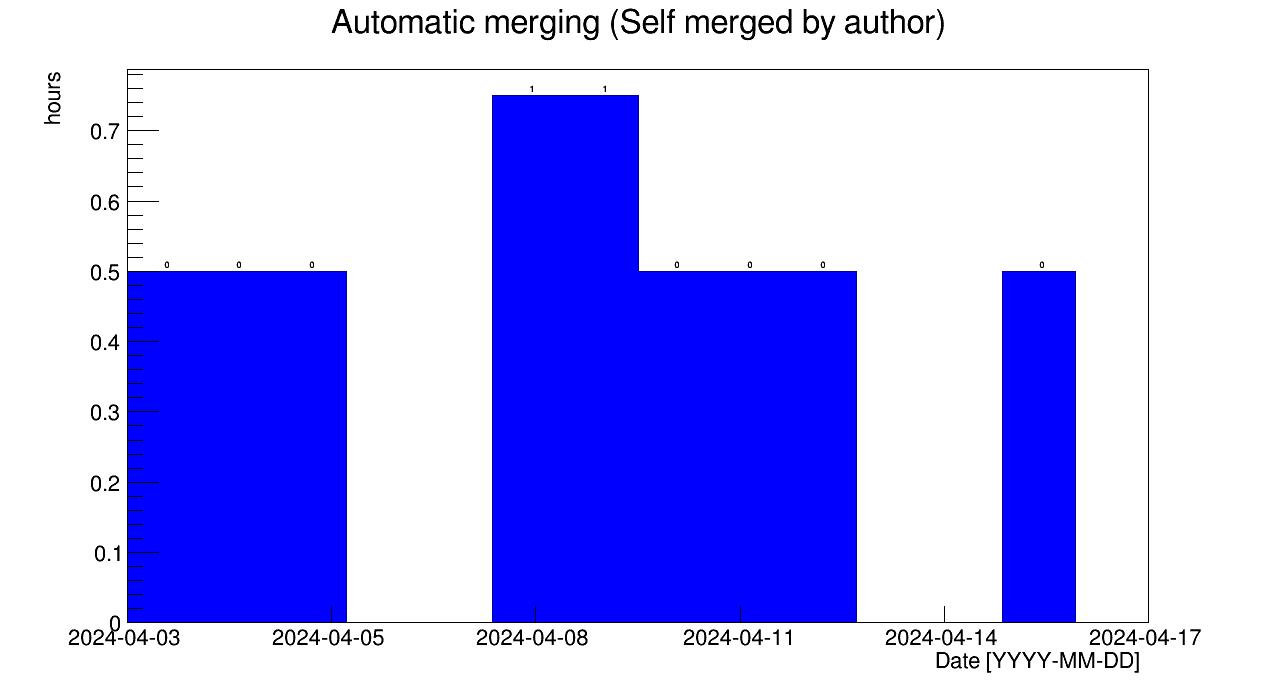 Automatic merging (Self merged by author)
hours
0.7
0.6
0.5
0.4
0.3
0.2
0.1
0
1 1
0 0 0 0 0 0 0
2024-04-03 2024-04-05 2024-04-08 2024-04-11 2024-04-14 2024-04-17
Date [YYYY-MM-DD]